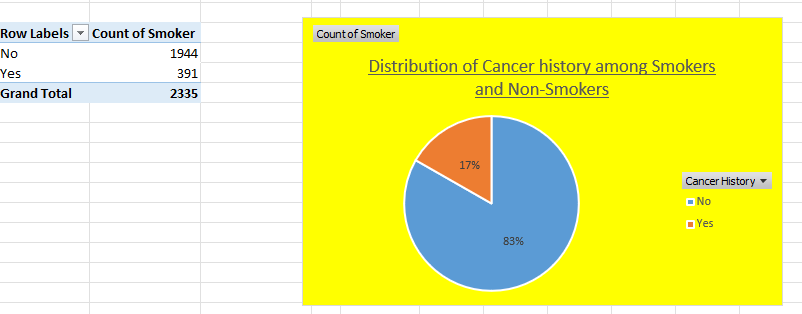 Row Labels Count of Smoker
No 1944
Yes 391
Grand Total 2335
Count of Smoker
Distribution of Cancer history among Smokers
and Non-Smokers
17%
83%
Cancer History
No
Yes